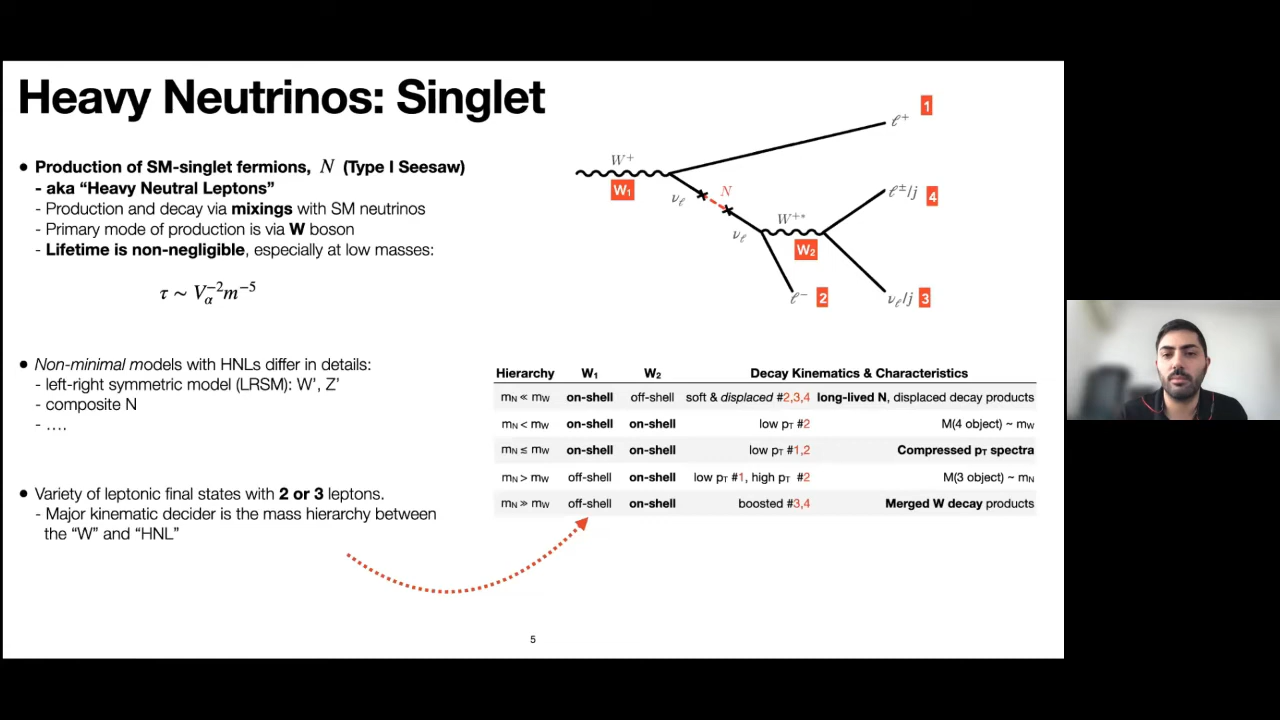 Heavy Neutrinos: Singlet
● Production of SM-singlet fermions, N (Type I Seesaw)
- aka “Heavy Neutral Leptons”
- Production and decay via mixings with SM neutrinos
- Primary mode of production is via W boson
- Lifetime is non-negligible, especially at low masses:
τ ~ V_α^{-2} m^{-5}
● Non-minimal models with HNLs differ in details:
- left-right symmetric model (LRSM): W’, Z’
- composite N
- ….
● Variety of leptonic final states with 2 or 3 leptons.
- Major kinematic decider is the mass hierarchy between
the “W” and “HNL”
ℓ⁺ 1
W⁺
W₁
ν_ℓ
N
ν_ℓ
W⁺*
W₂
ℓ±/j 4
ℓ⁻ 2
ν_ℓ/j 3
Hierarchy W₁ W₂ Decay Kinematics & Characteristics
m_N ≪ m_W on-shell off-shell soft & displaced #2,3,4 long-lived N, displaced decay products
m_N < m_W on-shell on-shell low p_T #2 M(4 object) ~ m_W
m_N ≤ m_W on-shell on-shell low p_T #1,2 Compressed p_T spectra
m_N > m_W off-shell on-shell low p_T #1, high p_T #2 M(3 object) ~ m_N
m_N ≫ m_W off-shell on-shell boosted #3,4 Merged W decay products
5